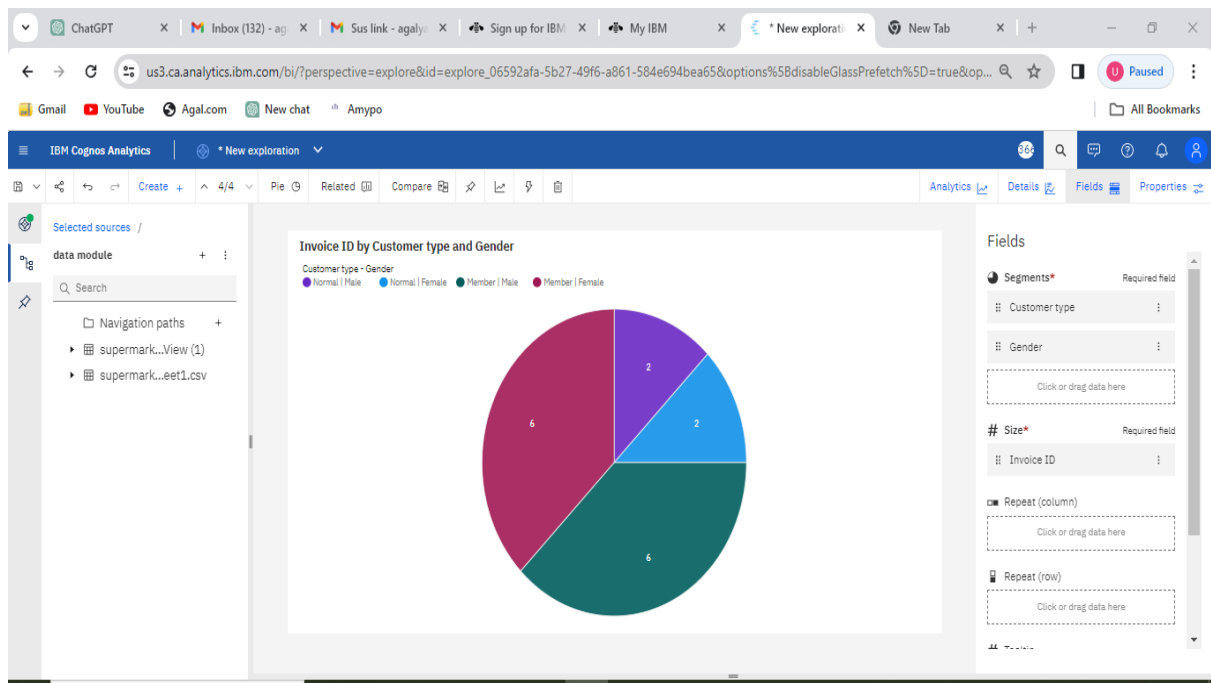 ChatGPT
Inbox (132) - ag
Sus link - agalya
Sign up for IBM
My IBM
* New explorati
New Tab
us3.ca.analytics.ibm.com/bi/?perspective=explore&id=explore_06592afa-5b27-49f6-a861-584e694bea65&options%5BdisableGlassPrefetch%5D=true&op...
U Paused
Gmail YouTube Agal.com New chat Amypo All Bookmarks
IBM Cognos Analytics * New exploration
Create + 4/4 Pie Related Compare Analytics Details Fields Properties
Selected sources /
data module
Search
Navigation paths
supermark...View (1)
supermark...eet1.csv
Invoice ID by Customer type and Gender
Customer type - Gender
Normal | Male Normal | Female Member | Male Member | Female
2
2
6
6
Fields
Segments* Required field
Customer type
Gender
Click or drag data here
# Size* Required field
Invoice ID
Repeat (column)
Click or drag data here
Repeat (row)
Click or drag data here